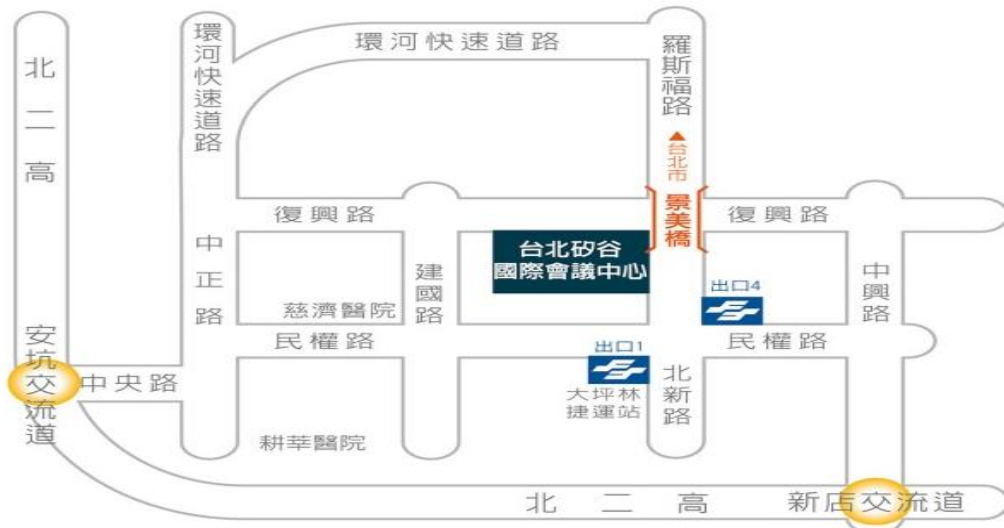 北二高
環河快速道路
環河快速道路
羅斯福路
▲台北市
景美橋
復興路
復興路
台北矽谷
國際會議中心
中正路
建國路
中興路
出口4
慈濟醫院
民權路
民權路
出口1
大坪林
捷運站
北新路
安坑交流道
中央路
耕莘醫院
北二高
新店交流道